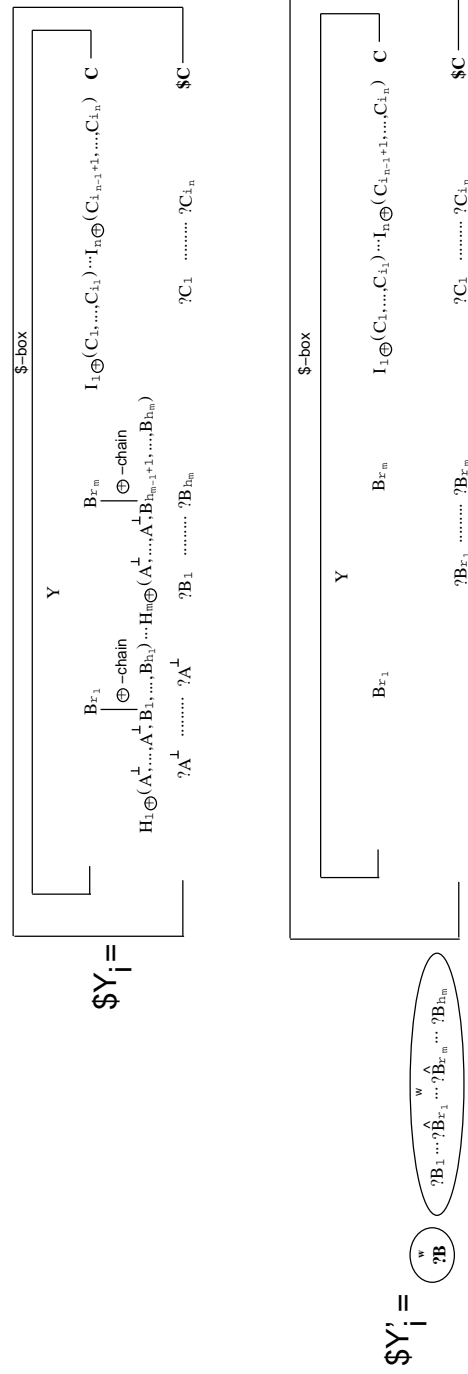 $–box
Y
B_{r_1} B_{r_m} I_1⊕(C_1,...,C_{i_1})...I_n⊕(C_{i_{n-1}+1},...,C_{i_n}) C
$Y_i =
⊕–chain ⊕–chain
H_1⊕(A^⊥,...,A^⊥,B_1,...,B_{h_1})...H_m⊕(A^⊥,...,A^⊥,B_{h_{m-1}+1},...,B_{h_m})
?A^⊥ ......... ?A^⊥ ?B_1 ......... ?B_{h_m} ?C_1 ......... ?C_{i_n} $C
$–box
Y
B_{r_1} B_{r_m} I_1⊕(C_1,...,C_{i_1})...I_n⊕(C_{i_{n-1}+1},...,C_{i_n}) C
$Y'_i =
w w
?B ?B_1 ... ?B̂_{r_1} ... ?B̂_{r_m} ... ?B_{h_m} ?B_{r_1} ......... ?B_{r_m} ?C_1 ......... ?C_{i_n} $C